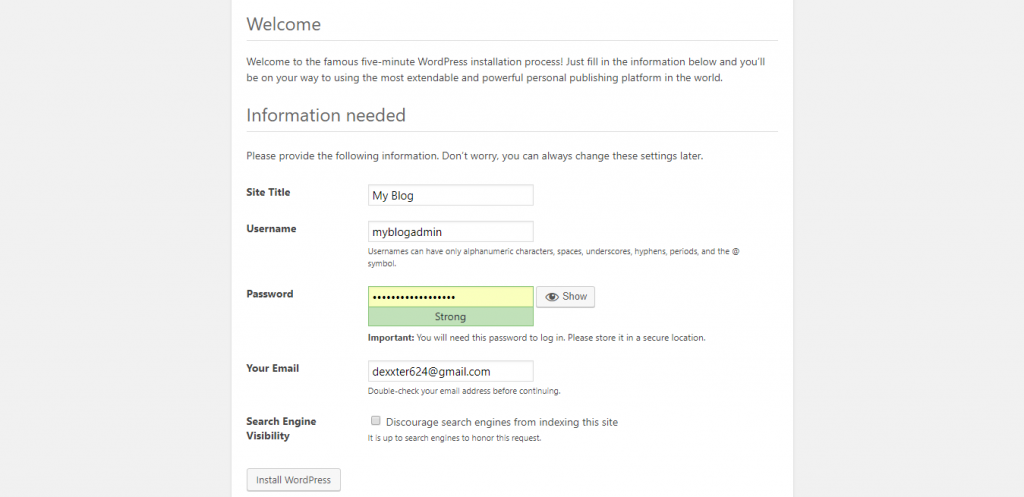 Welcome
Welcome to the famous five-minute WordPress installation process! Just fill in the information below and you'll
be on your way to using the most extendable and powerful personal publishing platform in the world.
Information needed
Please provide the following information. Don't worry, you can always change these settings later.
Site Title
My Blog
Username
myblogadmin
Usernames can have only alphanumeric characters, spaces, underscores, hyphens, periods, and the @
symbol.
Password
••••••••••••••••••
Show
Strong
Important: You will need this password to log in. Please store it in a secure location.
Your Email
dexxter624@gmail.com
Double-check your email address before continuing.
Search Engine
Visibility
Discourage search engines from indexing this site
It is up to search engines to honor this request.
Install WordPress